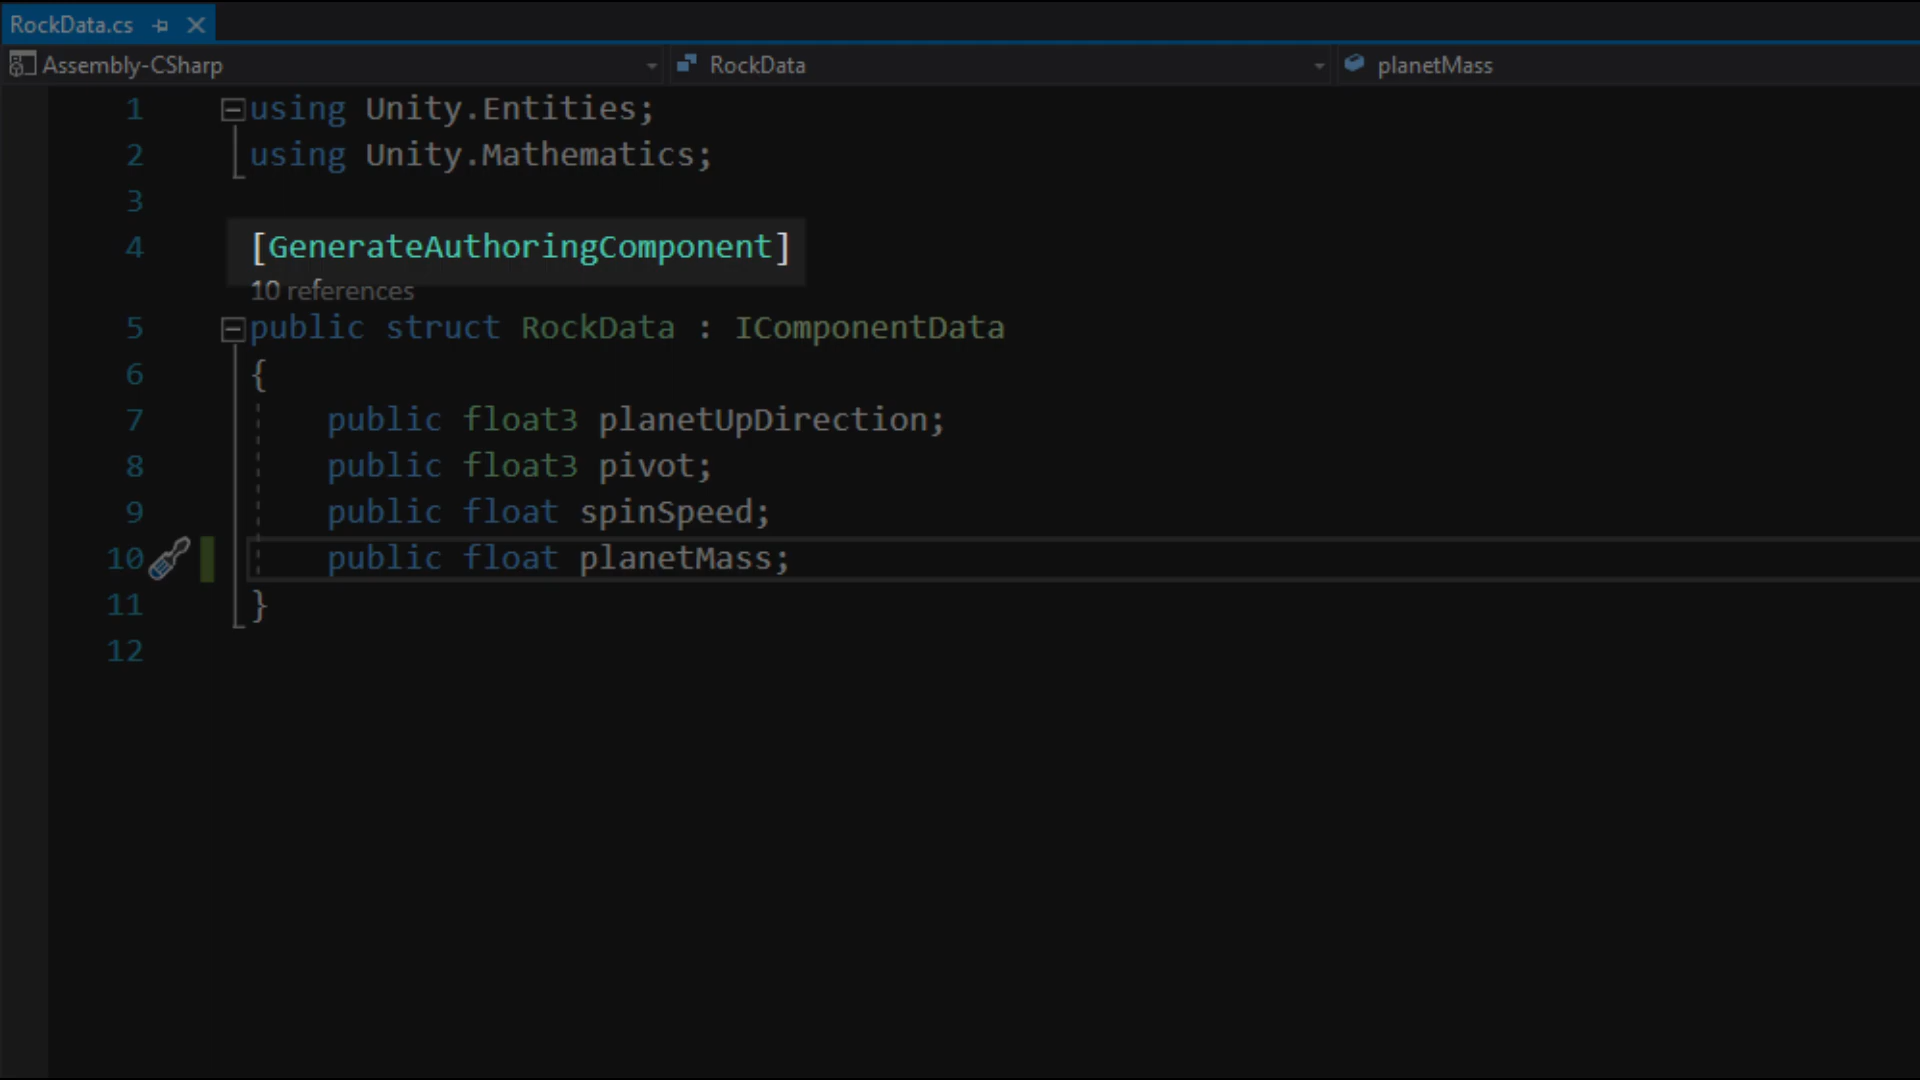 RockData.cs
Assembly-CSharp RockData planetMass
1 using Unity.Entities;
2 using Unity.Mathematics;
3
4 [GenerateAuthoringComponent]
10 references
5 public struct RockData : IComponentData
6 {
7 public float3 planetUpDirection;
8 public float3 pivot;
9 public float spinSpeed;
10 public float planetMass;
11 }
12